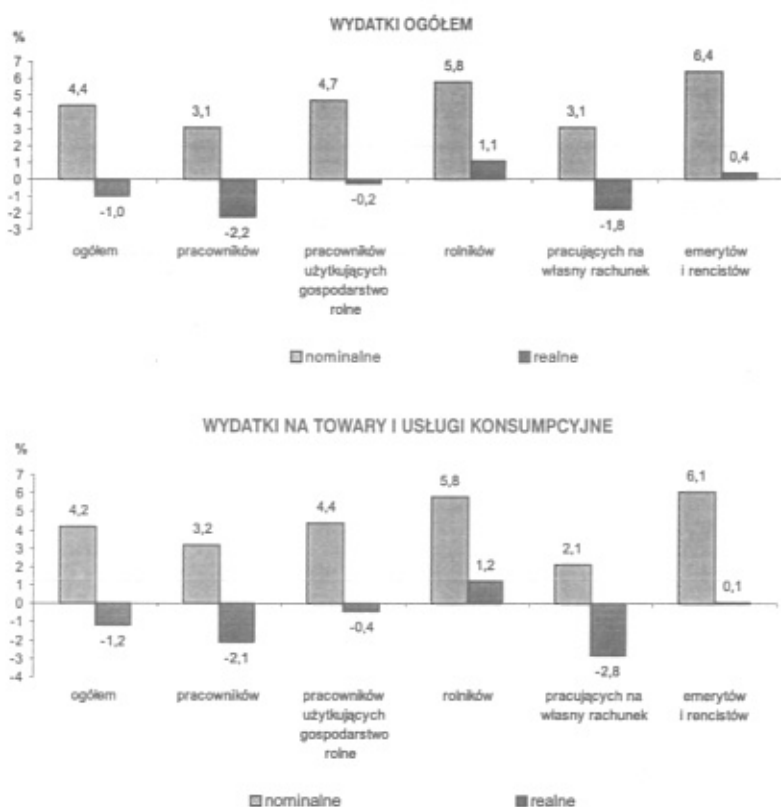 WYDATKI OGÓŁEM
%
7
6
5
4
3
2
1
0
-1
-2
-3
4,4
-1,0
3,1
-2,2
4,7
-0,2
5,8
1,1
3,1
-1,8
6,4
0,4
ogółem
pracowników
pracowników
użytkujących
gospodarstwo
rolne
rolników
pracujących na
własny rachunek
emerytów
i rencistów
nominalne
realne
WYDATKI NA TOWARY I USŁUGI KONSUMPCYJNE
%
7
6
5
4
3
2
1
0
-1
-2
-3
-4
4,2
-1,2
3,2
-2,1
4,4
-0,4
5,8
1,2
2,1
-2,8
6,1
0,1
ogółem
pracowników
pracowników
użytkujących
gospodarstwo
rolne
rolników
pracujących na
własny rachunek
emerytów
i rencistów
nominalne
realne